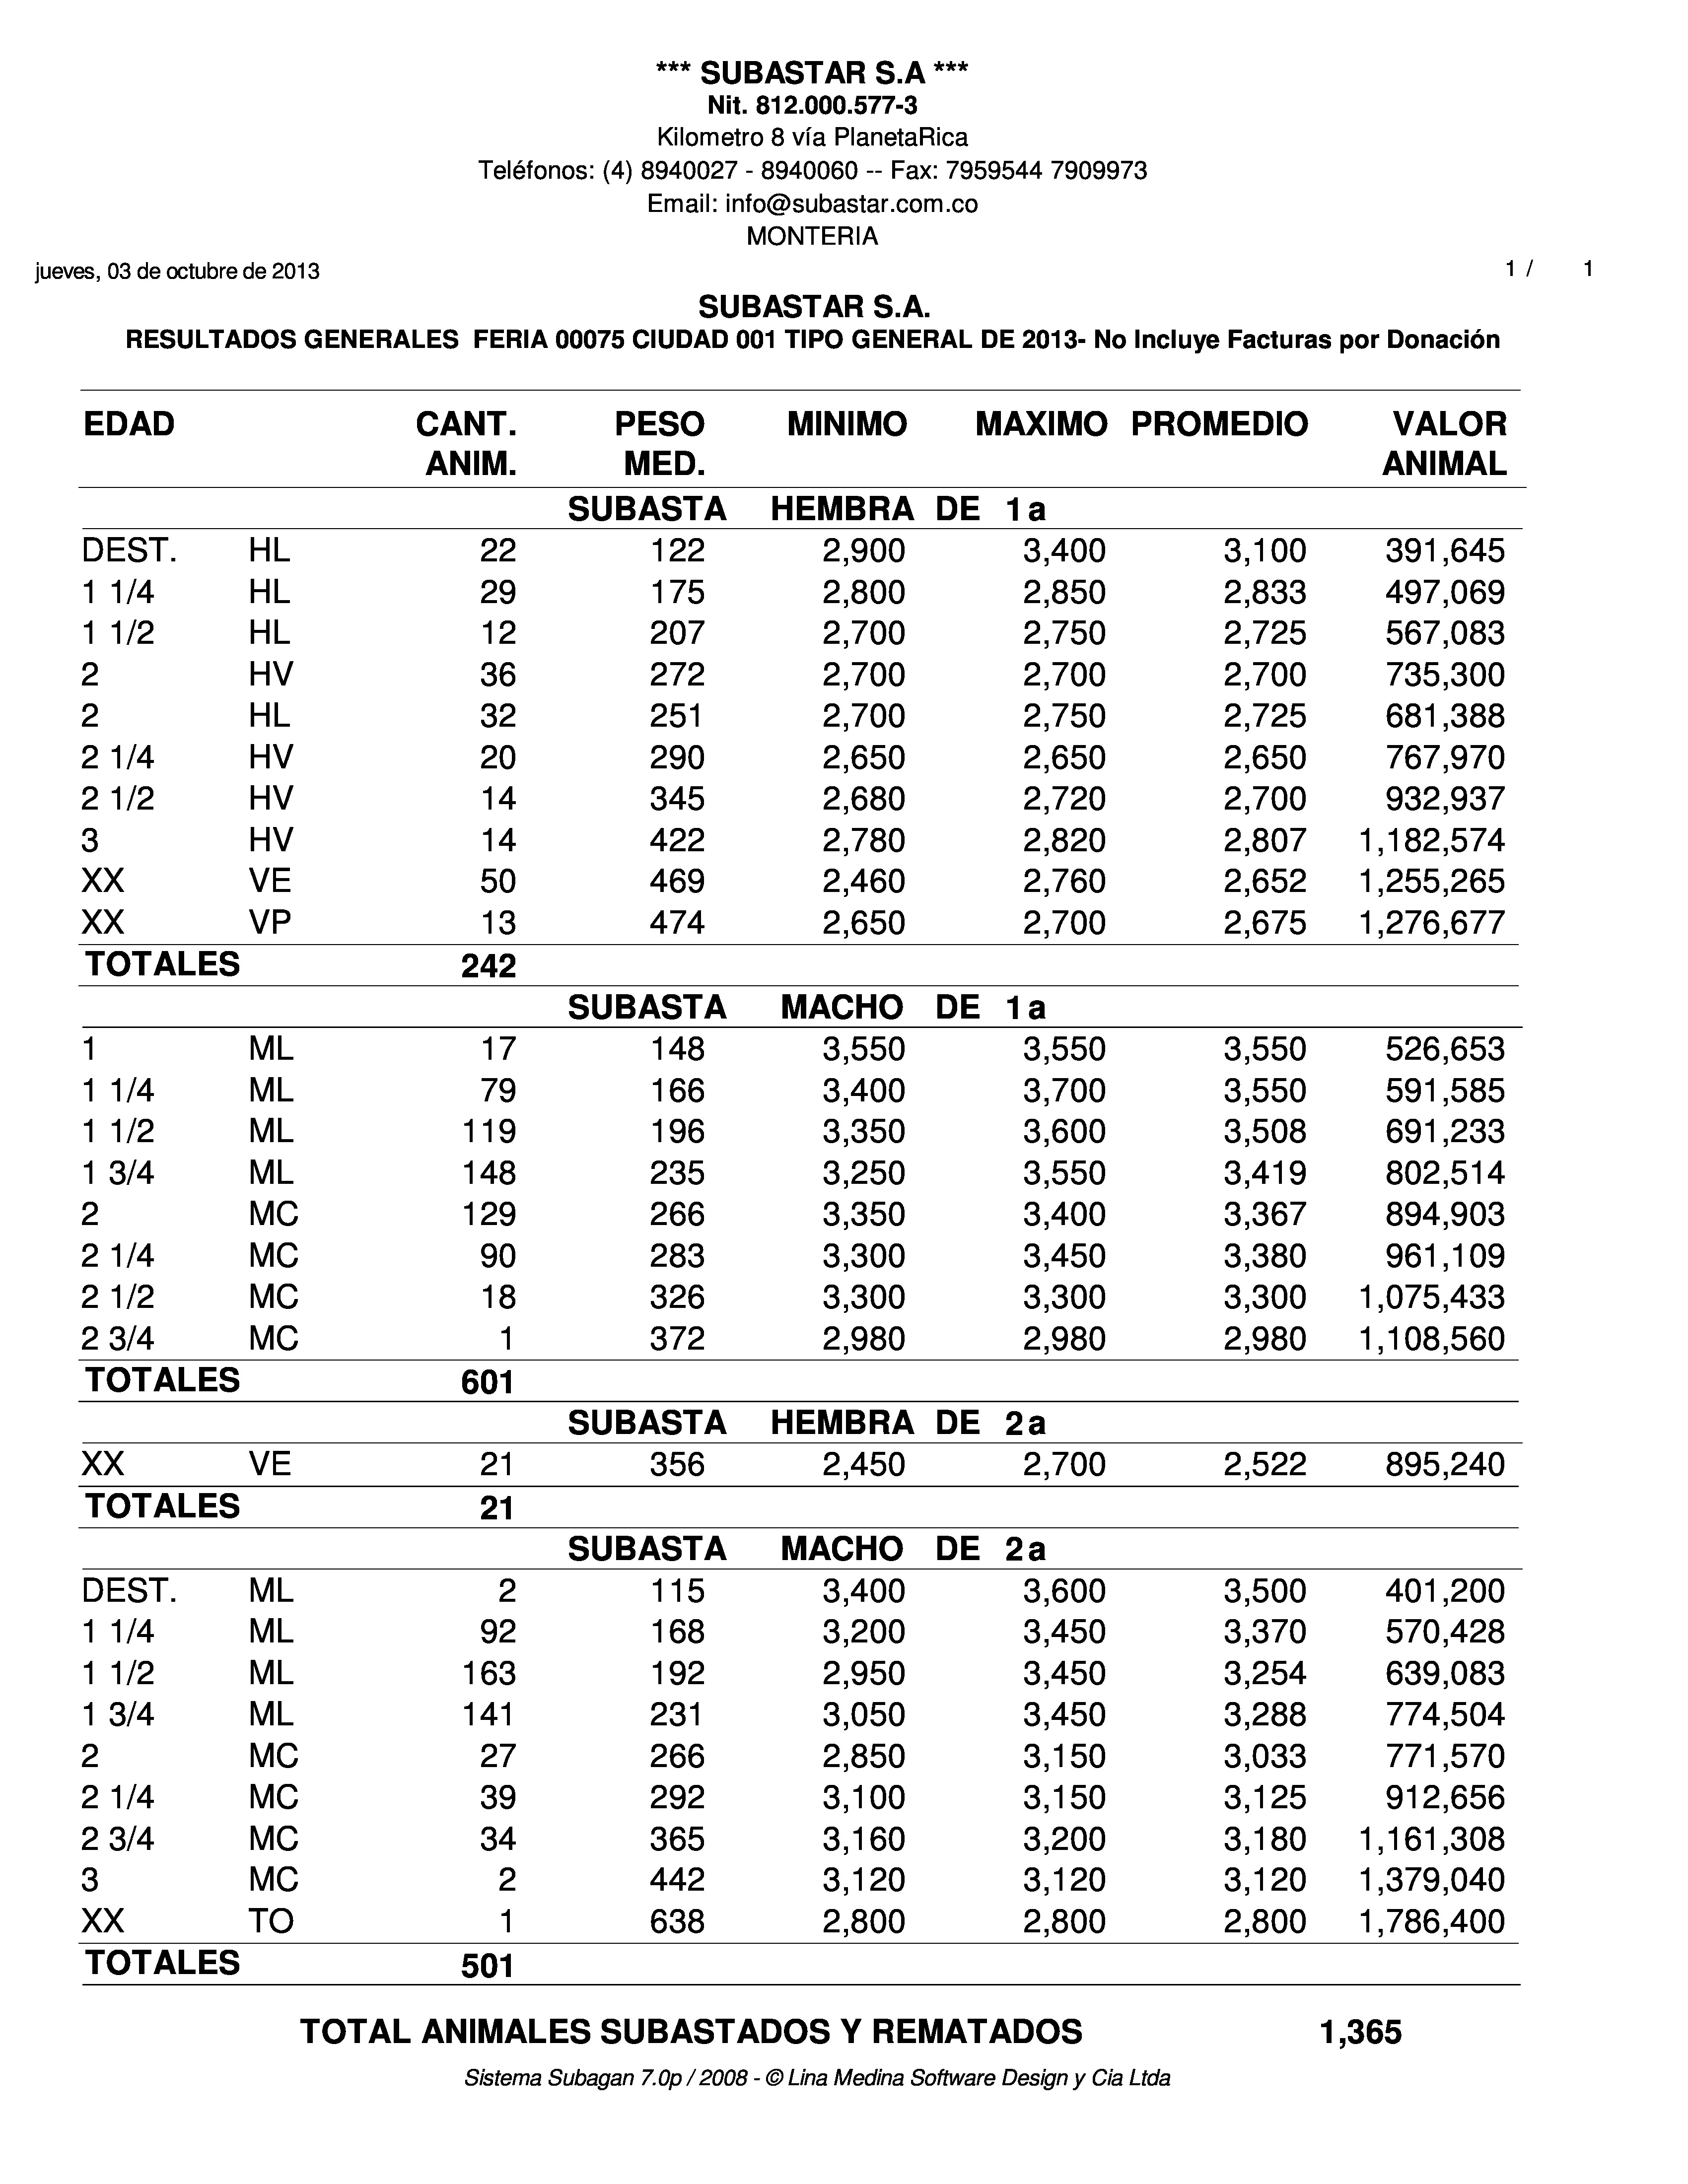 *** SUBASTAR S.A ***
Nit. 812.000.577-3
Kilometro 8 vía PlanetaRica
Teléfonos: (4) 8940027 - 8940060 -- Fax: 7959544 7909973
Email: info@subastar.com.co
MONTERIA
jueves, 03 de octubre de 2013 1 / 1
SUBASTAR S.A.
RESULTADOS GENERALES FERIA 00075 CIUDAD 001 TIPO GENERAL DE 2013- No Incluye Facturas por Donación
EDAD CANT. PESO MINIMO MAXIMO PROMEDIO VALOR
ANIM. MED. ANIMAL
SUBASTA HEMBRA DE 1a
DEST. HL 22 122 2,900 3,400 3,100 391,645
1 1/4 HL 29 175 2,800 2,850 2,833 497,069
1 1/2 HL 12 207 2,700 2,750 2,725 567,083
2 HV 36 272 2,700 2,700 2,700 735,300
2 HL 32 251 2,700 2,750 2,725 681,388
2 1/4 HV 20 290 2,650 2,650 2,650 767,970
2 1/2 HV 14 345 2,680 2,720 2,700 932,937
3 HV 14 422 2,780 2,820 2,807 1,182,574
XX VE 50 469 2,460 2,760 2,652 1,255,265
XX VP 13 474 2,650 2,700 2,675 1,276,677
TOTALES 242
SUBASTA MACHO DE 1a
1 ML 17 148 3,550 3,550 3,550 526,653
1 1/4 ML 79 166 3,400 3,700 3,550 591,585
1 1/2 ML 119 196 3,350 3,600 3,508 691,233
1 3/4 ML 148 235 3,250 3,550 3,419 802,514
2 MC 129 266 3,350 3,400 3,367 894,903
2 1/4 MC 90 283 3,300 3,450 3,380 961,109
2 1/2 MC 18 326 3,300 3,300 3,300 1,075,433
2 3/4 MC 1 372 2,980 2,980 2,980 1,108,560
TOTALES 601
SUBASTA HEMBRA DE 2a
XX VE 21 356 2,450 2,700 2,522 895,240
TOTALES 21
SUBASTA MACHO DE 2a
DEST. ML 2 115 3,400 3,600 3,500 401,200
1 1/4 ML 92 168 3,200 3,450 3,370 570,428
1 1/2 ML 163 192 2,950 3,450 3,254 639,083
1 3/4 ML 141 231 3,050 3,450 3,288 774,504
2 MC 27 266 2,850 3,150 3,033 771,570
2 1/4 MC 39 292 3,100 3,150 3,125 912,656
2 3/4 MC 34 365 3,160 3,200 3,180 1,161,308
3 MC 2 442 3,120 3,120 3,120 1,379,040
XX TO 1 638 2,800 2,800 2,800 1,786,400
TOTALES 501
TOTAL ANIMALES SUBASTADOS Y REMATADOS 1,365
Sistema Subagan 7.0p / 2008 - © Lina Medina Software Design y Cia Ltda